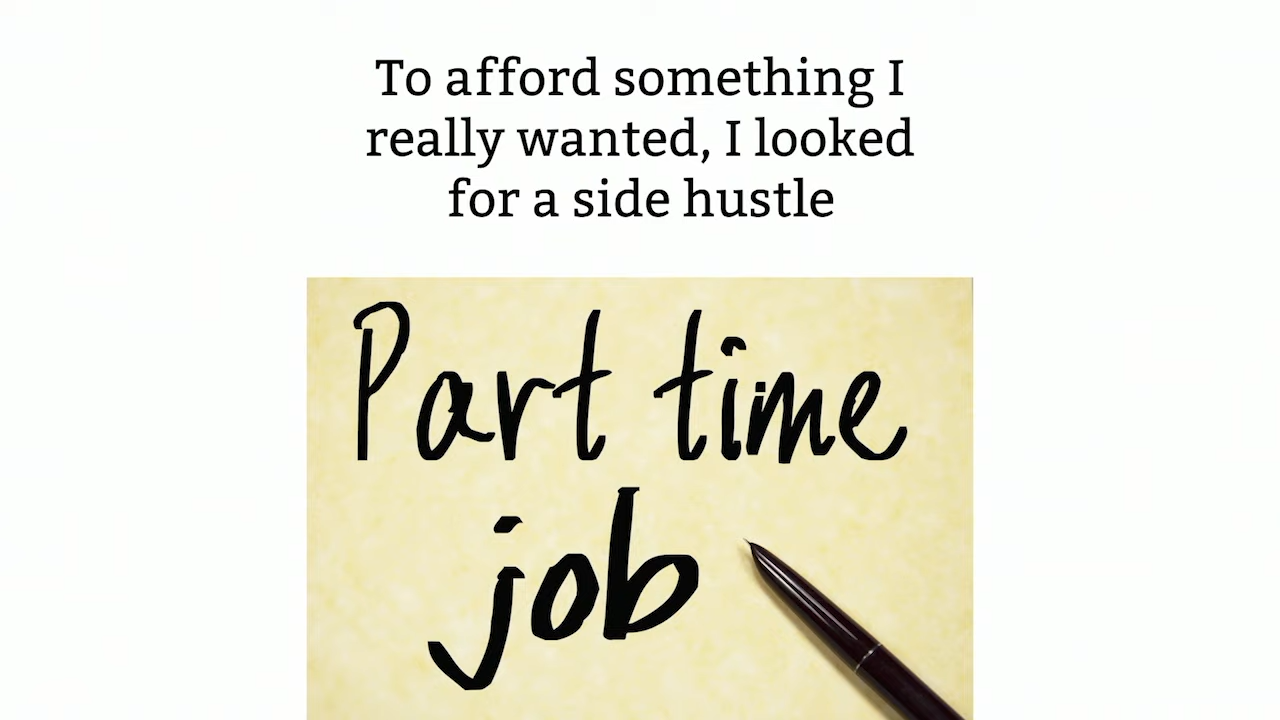 To afford something I
really wanted, I looked
for a side hustle
Part time
job